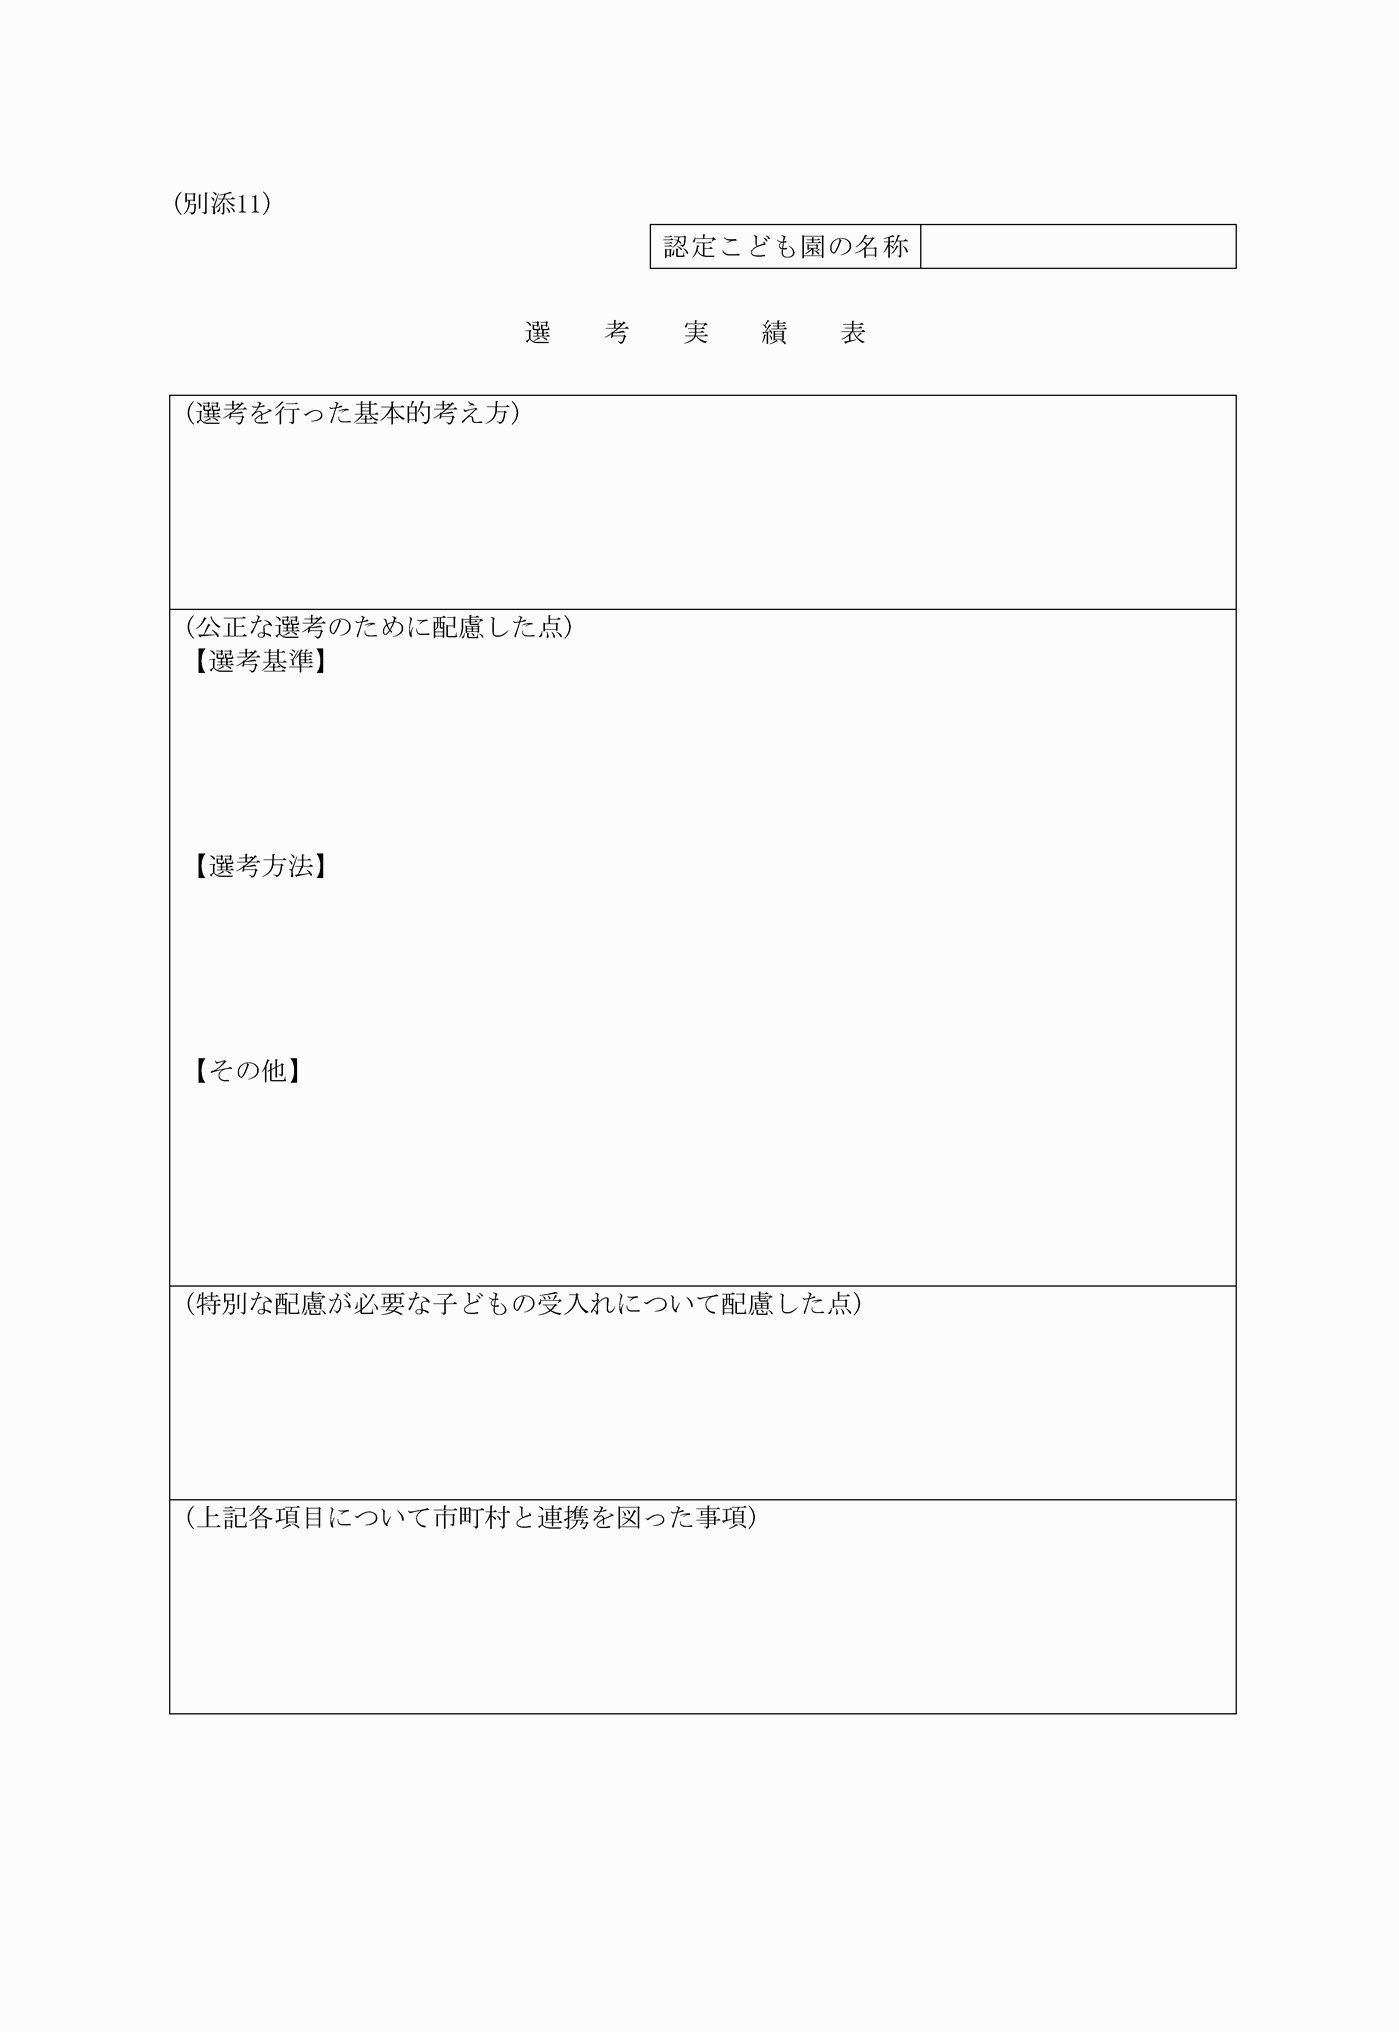 （別添11）
認定こども園の名称
選　考　実　績　表
（選考を行った基本的考え方）
（公正な選考のために配慮した点）
【選考基準】
【選考方法】
【その他】
（特別な配慮が必要な子どもの受入れについて配慮した点）
（上記各項目について市町村と連携を図った事項）